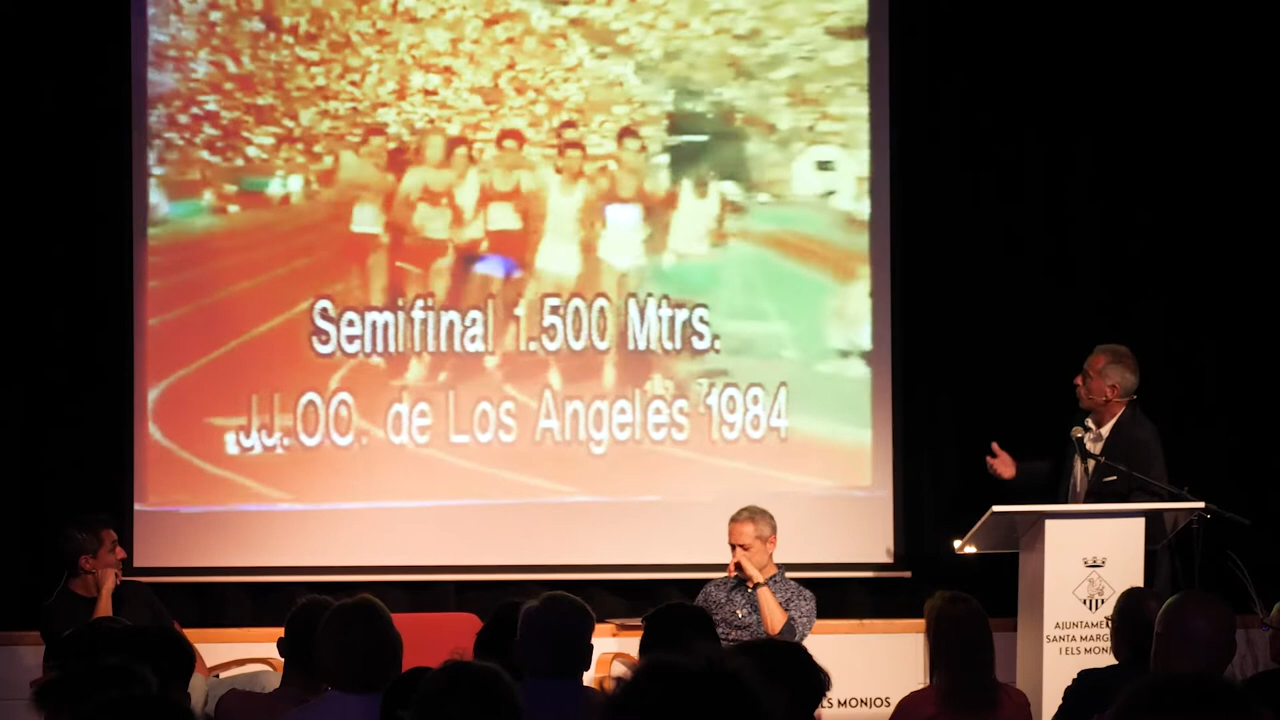 Semifinal 1.500 Mtrs.
JJ.OO. de Los Angeles 1984
AJUNTAME
SANTA MARG
I ELS MONJ
ELS MONJOS